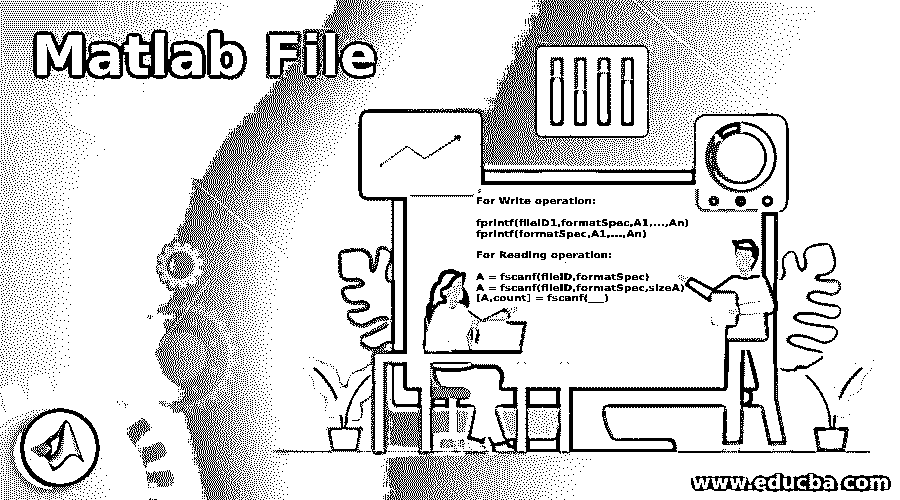 Matlab File
For Write operation:
fprintf(fileID1,formatSpec,A1,...,An)
fprintf(formatSpec,A1,...,An)
For Reading operation:
A = fscanf(fileID,formatSpec)
A = fscanf(fileID,formatSpec,sizeA)
[A,count] = fscanf(___)
www.educba.com